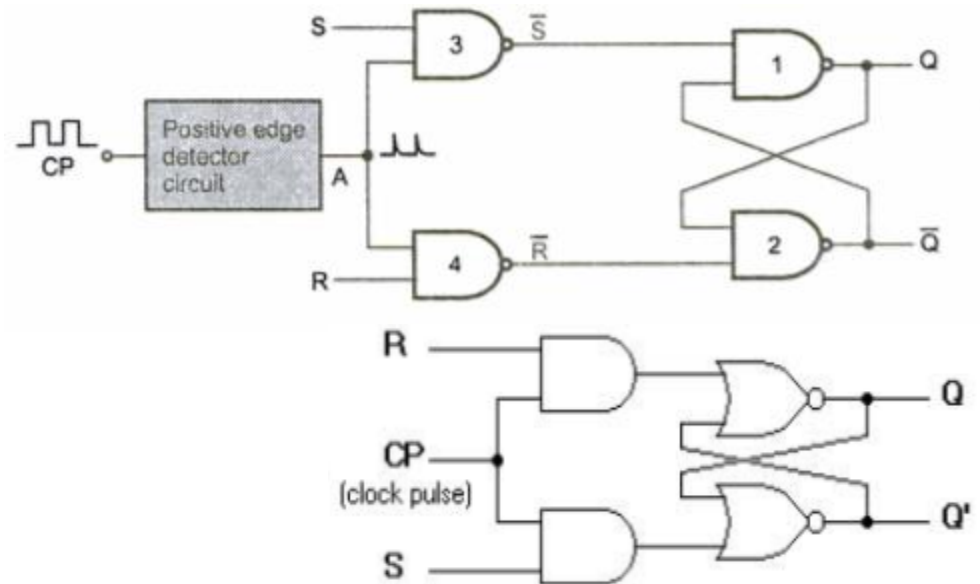 S
3
S̅
1
Q
Positive edge
detector
circuit
CP
A
R̅
4
R
2
Q̅
R
Q
CP
(clock pulse)
Q'
S